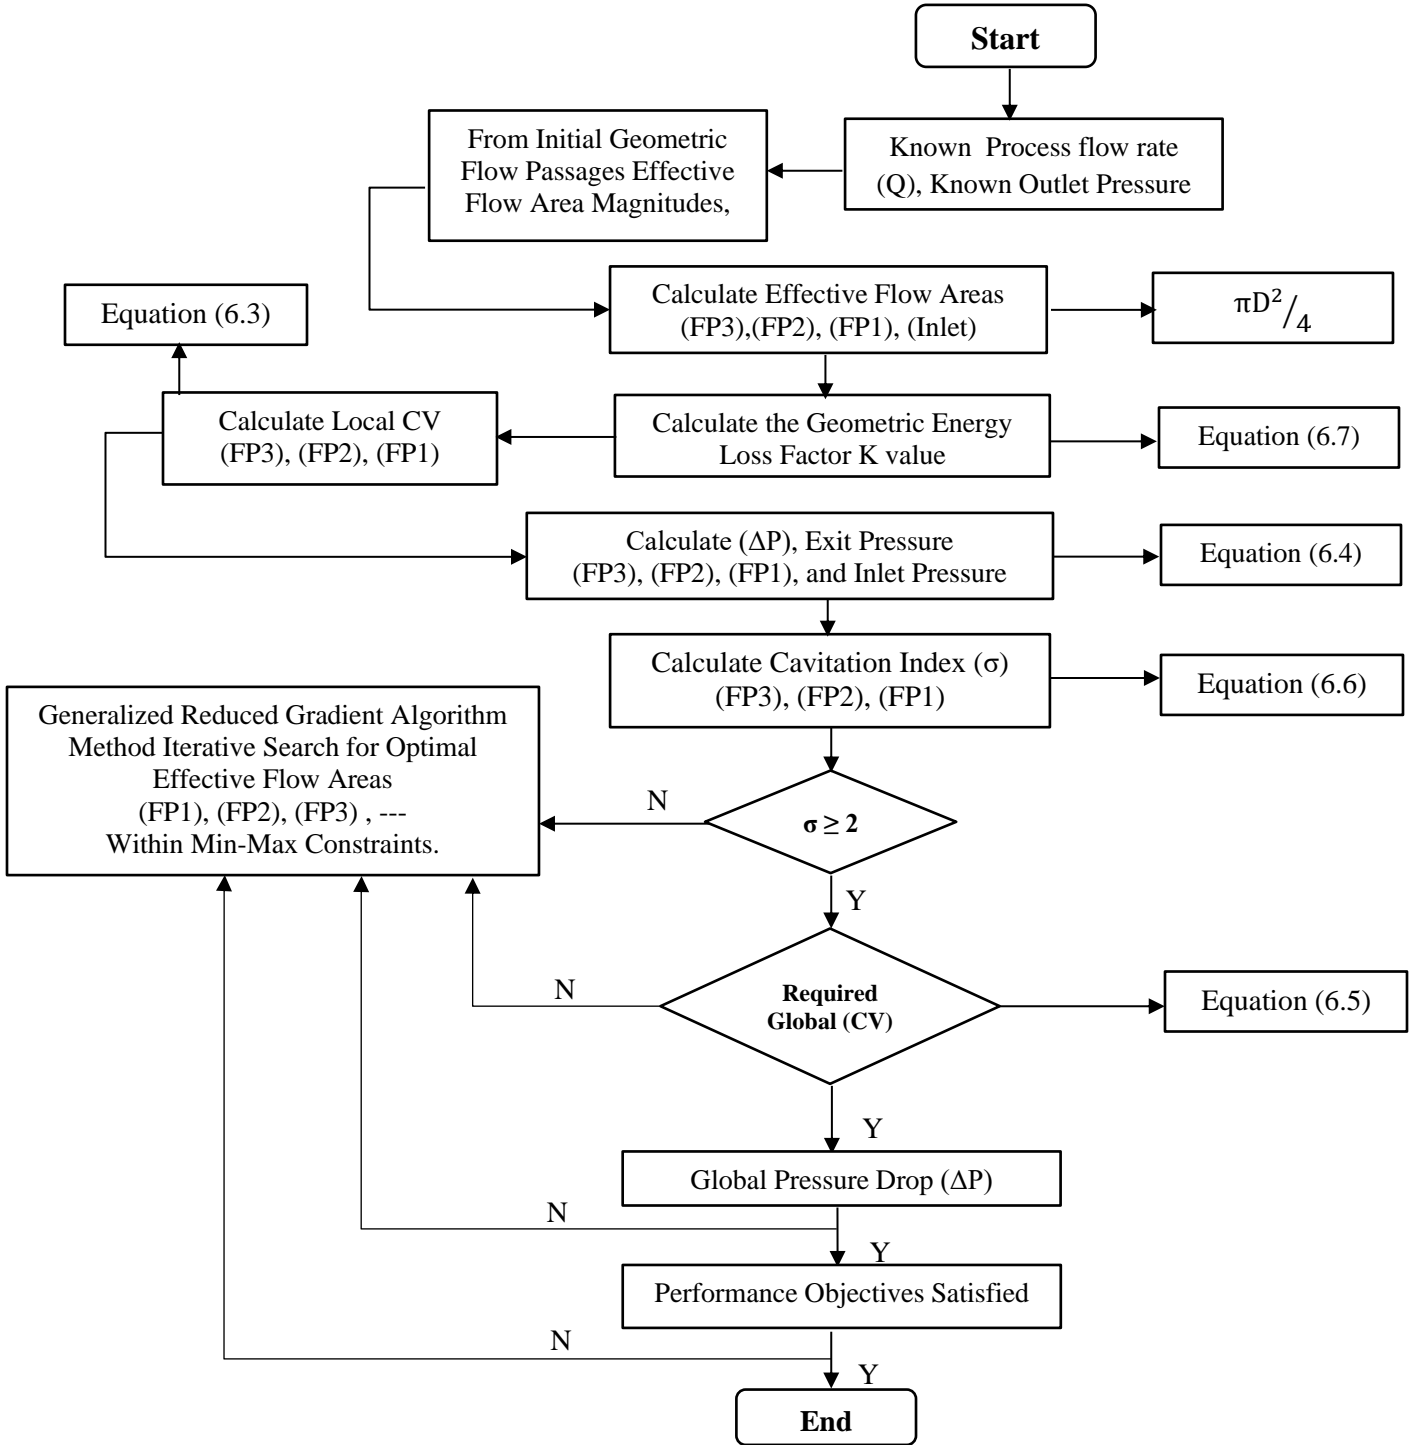 Start
Known Process flow rate
(Q), Known Outlet Pressure
From Initial Geometric
Flow Passages Effective
Flow Area Magnitudes,
Calculate Effective Flow Areas
(FP3),(FP2), (FP1), (Inlet)
πD²/4
Equation (6.3)
Calculate Local CV
(FP3), (FP2), (FP1)
Calculate the Geometric Energy
Loss Factor K value
Equation (6.7)
Calculate (ΔP), Exit Pressure
(FP3), (FP2), (FP1), and Inlet Pressure
Equation (6.4)
Calculate Cavitation Index (σ)
(FP3), (FP2), (FP1)
Equation (6.6)
Generalized Reduced Gradient Algorithm
Method Iterative Search for Optimal
Effective Flow Areas
(FP1), (FP2), (FP3) , ---
Within Min-Max Constraints.
N
σ ≥ 2
Y
N
Required
Global (CV)
Equation (6.5)
Y
Global Pressure Drop (ΔP)
N
Y
Performance Objectives Satisfied
N
Y
End